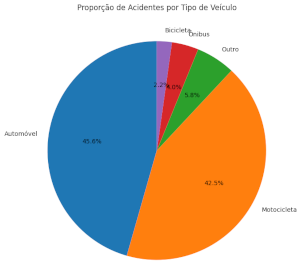 Proporção de Acidentes por Tipo de Veículo
Bicicleta
Ônibus
Outro
2.2%
4.0%
5.8%
Automóvel
45.6%
42.5%
Motocicleta